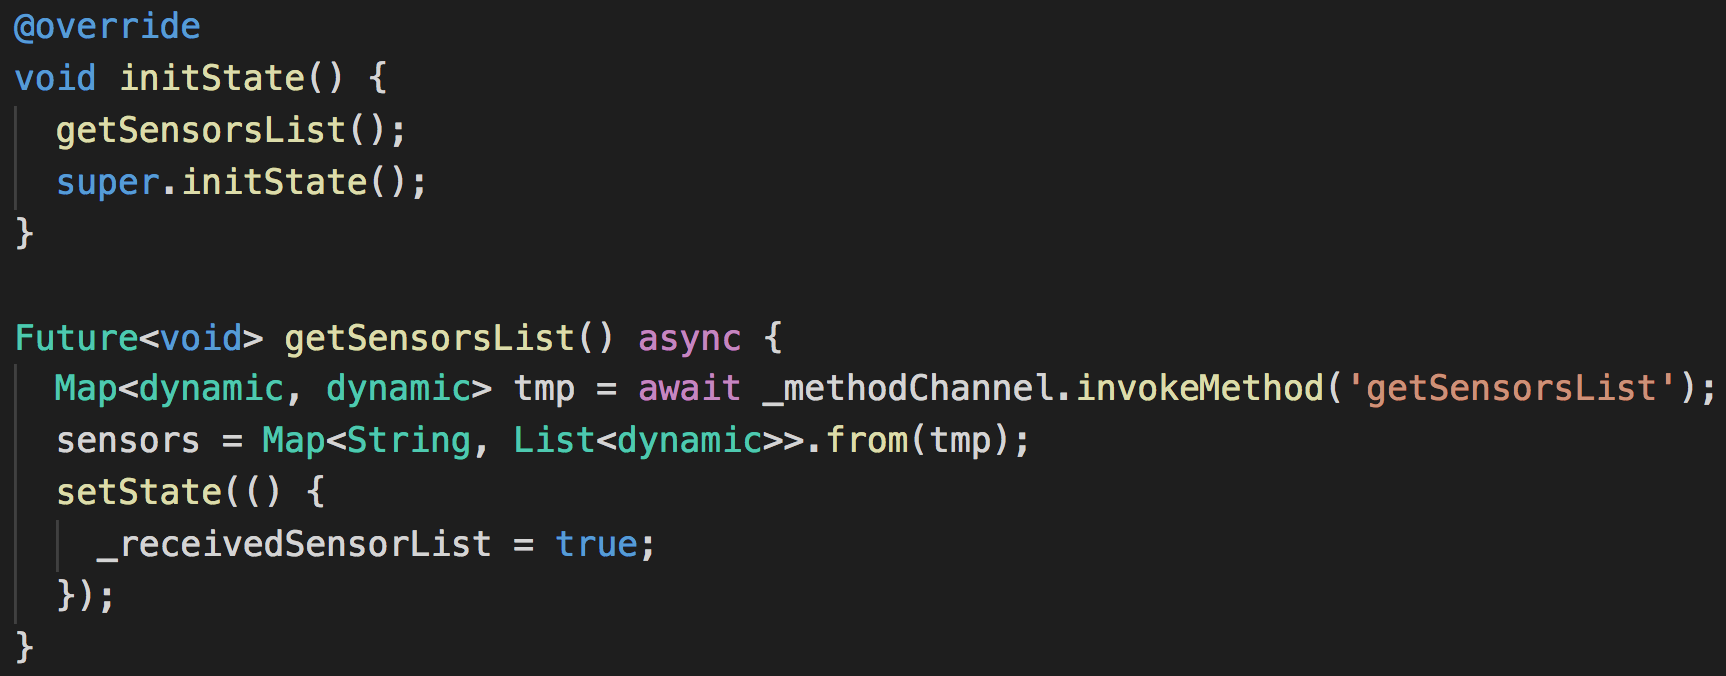 @override
void initState() {
  getSensorsList();
  super.initState();
}

Future<void> getSensorsList() async {
  Map<dynamic, dynamic> tmp = await _methodChannel.invokeMethod('getSensorsList');
  sensors = Map<String, List<dynamic>>.from(tmp);
  setState(() {
    _receivedSensorList = true;
  });
}